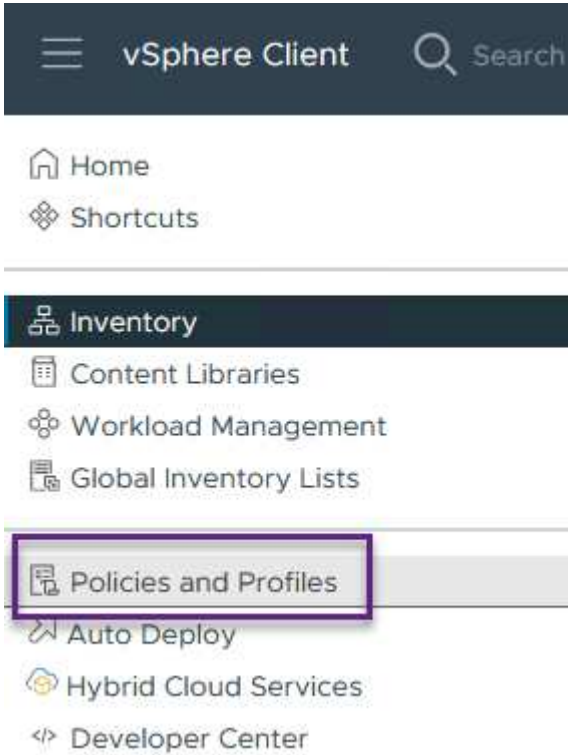 vSphere Client Search
Home
Shortcuts
Inventory
Content Libraries
Workload Management
Global Inventory Lists
Policies and Profiles
Auto Deploy
Hybrid Cloud Services
Developer Center